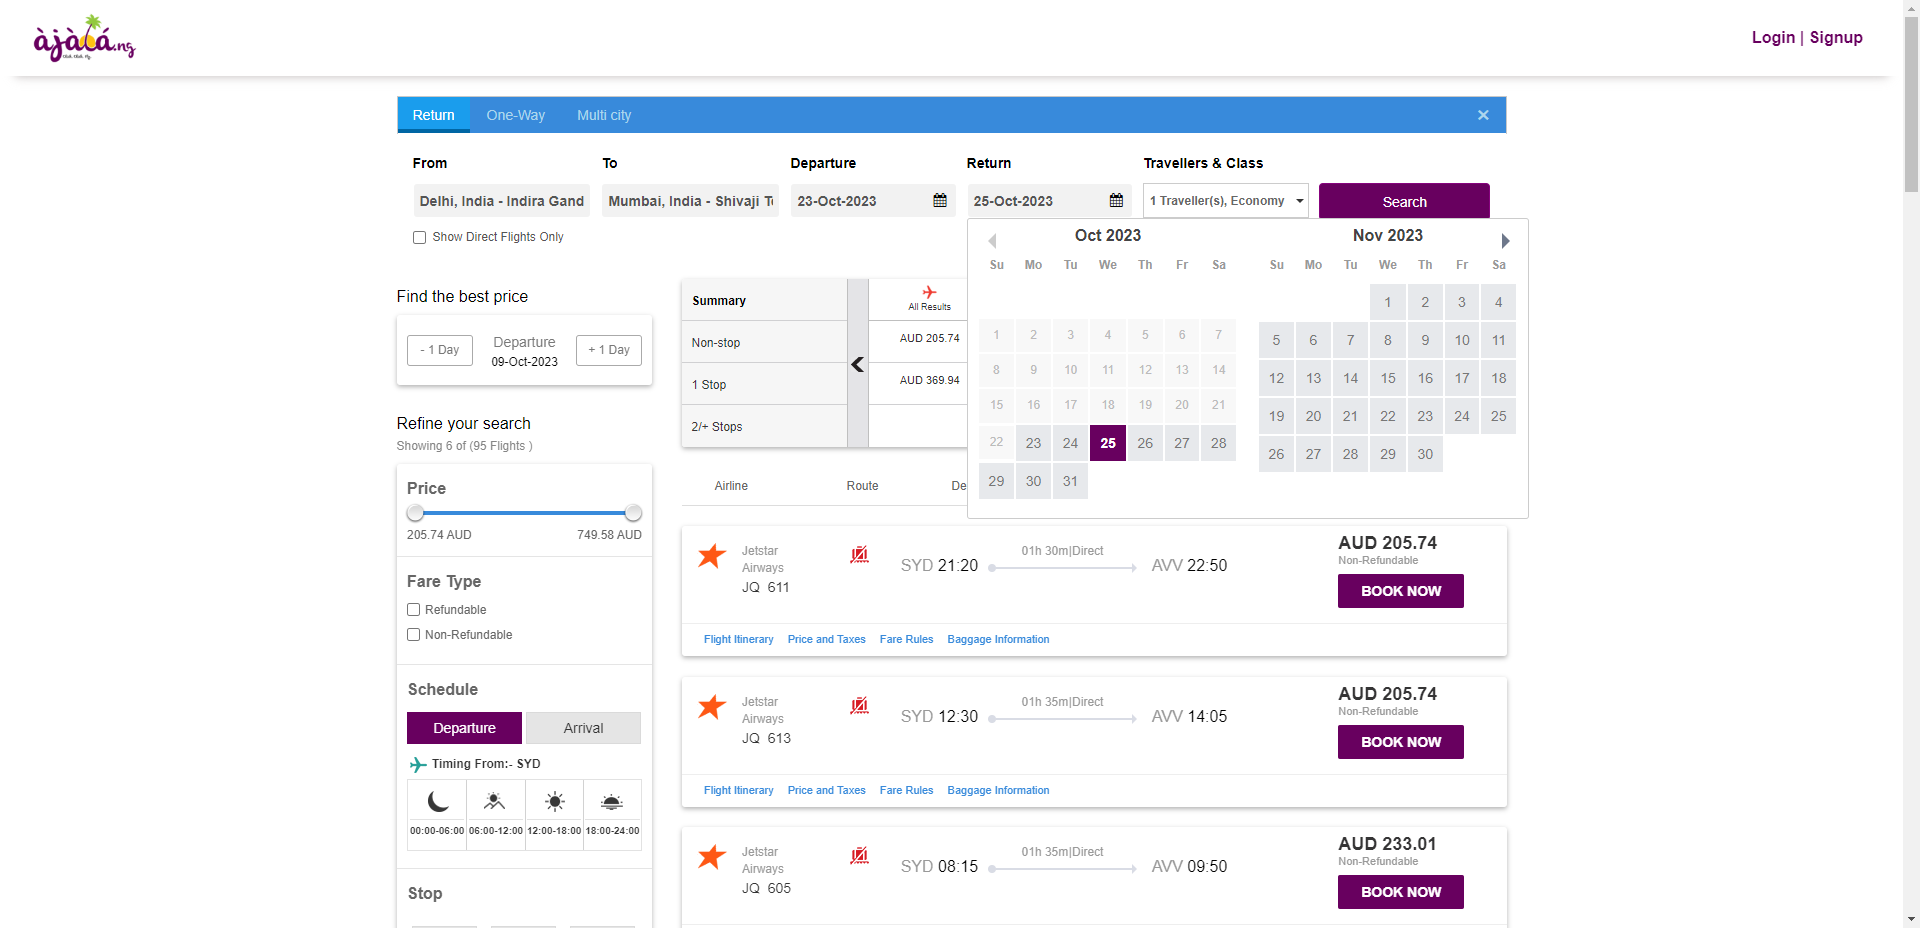 àjàlá.ng
Login | Signup
Return One-Way Multi city ×
From To Departure Return Travellers & Class
Delhi, India - Indira Gand Mumbai, India - Shivaji T 23-Oct-2023 25-Oct-2023 1 Traveller(s), Economy Search
Show Direct Flights Only
Oct 2023 Nov 2023
Su Mo Tu We Th Fr Sa Su Mo Tu We Th Fr Sa
1 2 3 4
1 2 3 4 5 6 7 5 6 7 8 9 10 11
8 9 10 11 12 13 14 12 13 14 15 16 17 18
15 16 17 18 19 20 21 19 20 21 22 23 24 25
22 23 24 25 26 27 28 26 27 28 29 30
29 30 31
Find the best price
- 1 Day Departure + 1 Day
09-Oct-2023
Refine your search
Showing 6 of (95 Flights )
Price
205.74 AUD 749.58 AUD
Fare Type
Refundable
Non-Refundable
Schedule
Departure Arrival
Timing From:- SYD
00:00-06:00 06:00-12:00 12:00-18:00 18:00-24:00
Stop
Summary All Results
Non-stop AUD 205.74
1 Stop AUD 369.94
2/+ Stops
Airline Route De
Jetstar Airways JQ 611 SYD 21:20 01h 30m|Direct AVV 22:50 AUD 205.74
Non-Refundable
BOOK NOW
Flight Itinerary Price and Taxes Fare Rules Baggage Information
Jetstar Airways JQ 613 SYD 12:30 01h 35m|Direct AVV 14:05 AUD 205.74
Non-Refundable
BOOK NOW
Flight Itinerary Price and Taxes Fare Rules Baggage Information
Jetstar Airways JQ 605 SYD 08:15 01h 35m|Direct AVV 09:50 AUD 233.01
Non-Refundable
BOOK NOW